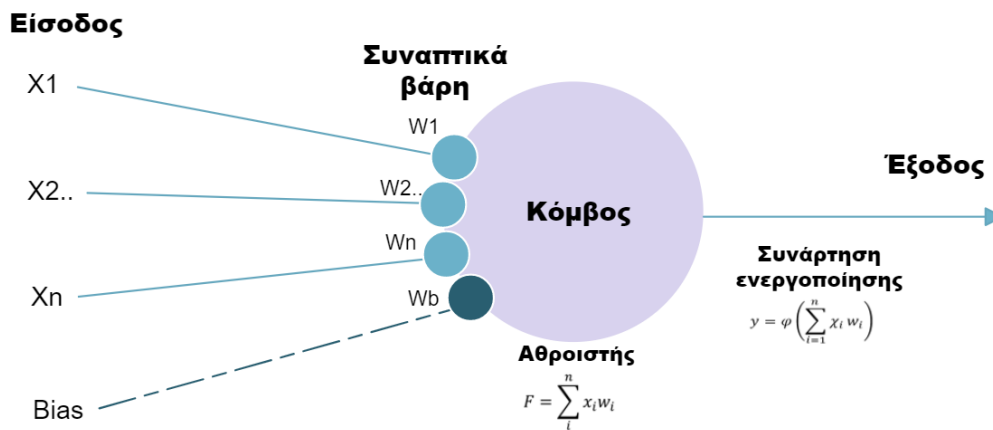 Είσοδος
Συναπτικά
βάρη
X1
W1
X2..
W2..
Κόμβος
Έξοδος
Wn
Xn
Wb
Συνάρτηση
ενεργοποίησης
y = φ(∑_{i=1}^{n} χ_i w_i)
Αθροιστής
F = ∑_{i}^{n} x_i w_i
Bias